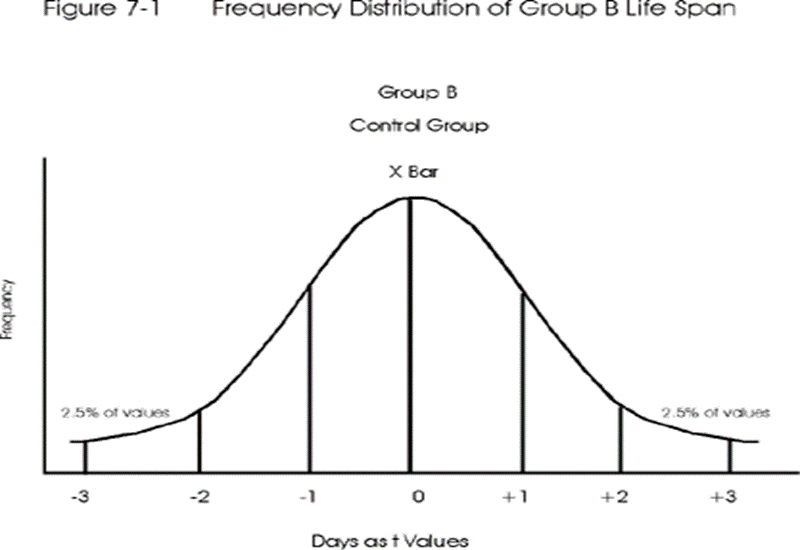 Figure 7-1 Frequency Distribution of Group B Life Span
Group B
Control Group
X Bar
Frequency
2.5% of values 2.5% of values
-3 -2 -1 0 +1 +2 +3
Days as t Values